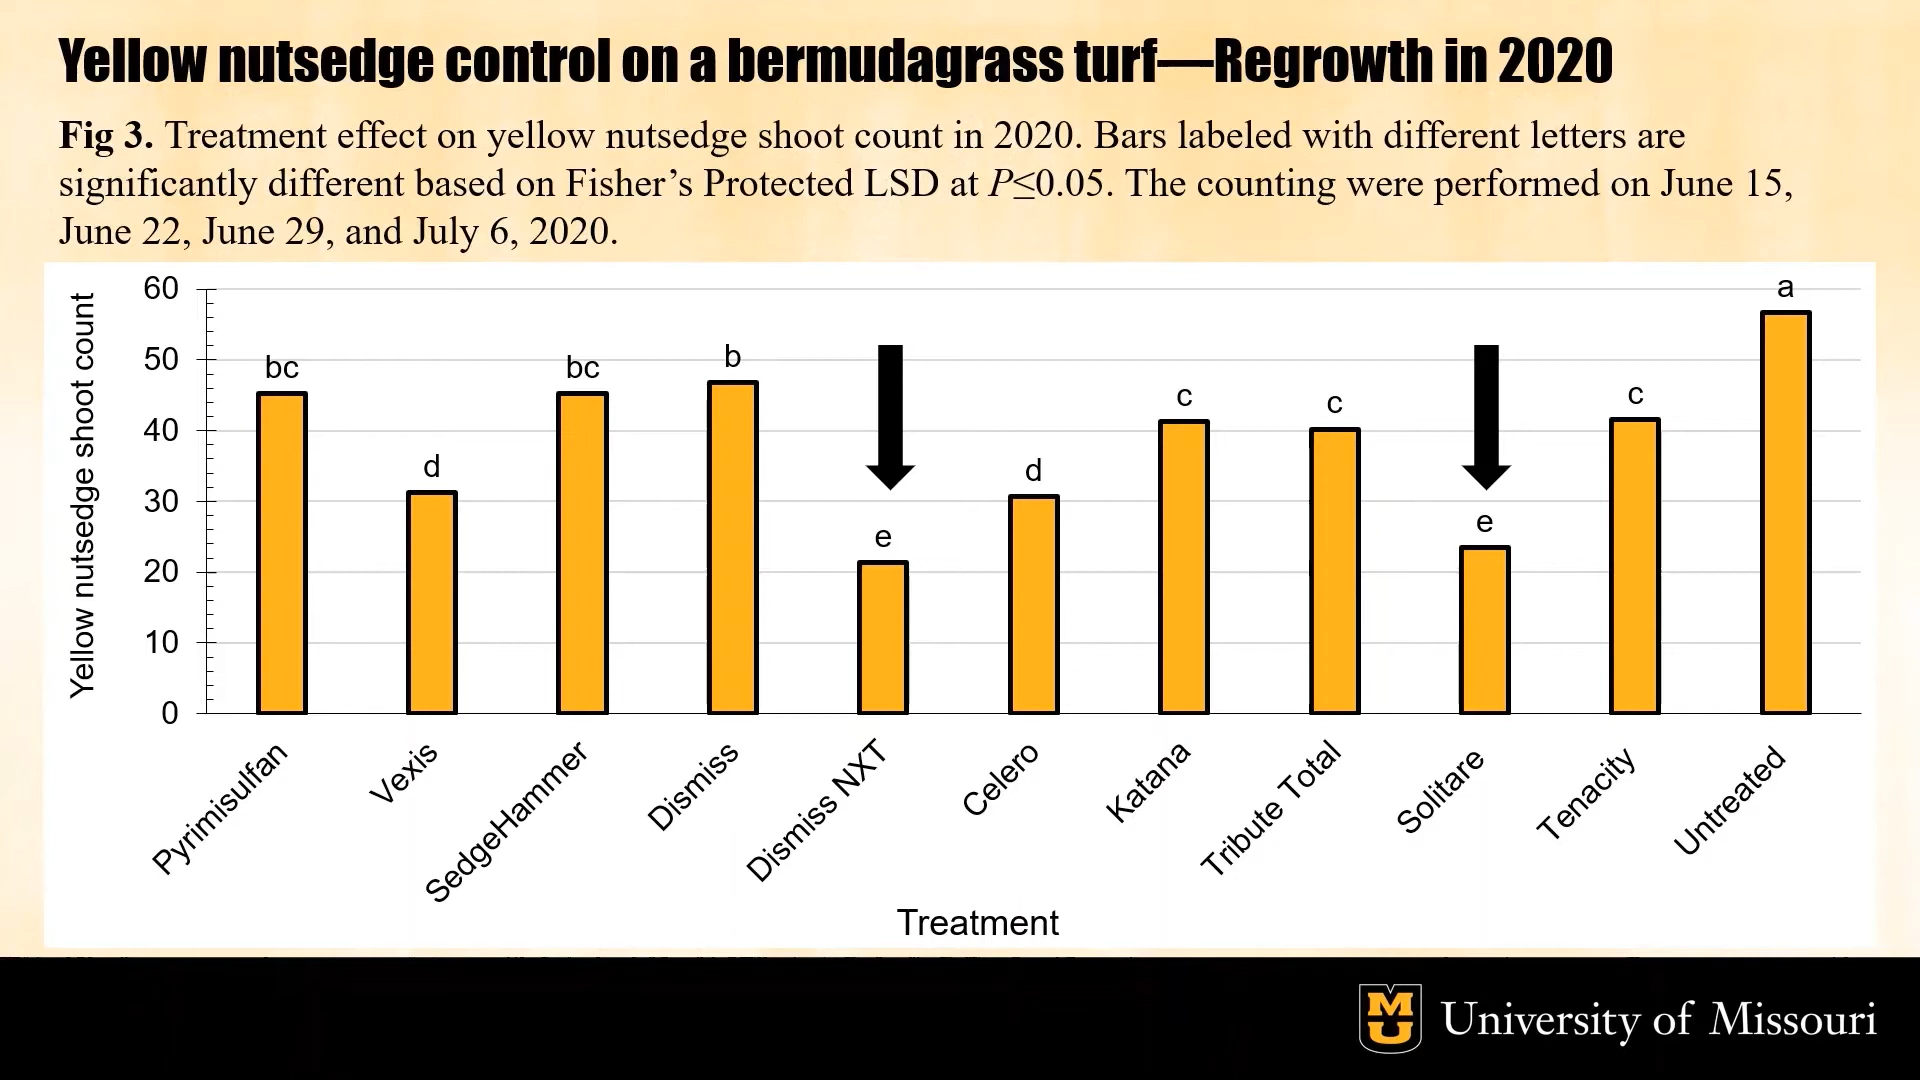 Yellow nutsedge control on a bermudagrass turf—Regrowth in 2020
Fig 3. Treatment effect on yellow nutsedge shoot count in 2020. Bars labeled with different letters are
significantly different based on Fisher’s Protected LSD at P≤0.05. The counting were performed on June 15,
June 22, June 29, and July 6, 2020.
Yellow nutsedge shoot count
60
50
40
30
20
10
0
bc
d
bc
b
e
d
c
c
e
c
a
Pyrimisulfan
Vexis
SedgeHammer
Dismiss
Dismiss NXT
Celero
Katana
Tribute Total
Solitare
Tenacity
Untreated
Treatment
MU
University of Missouri